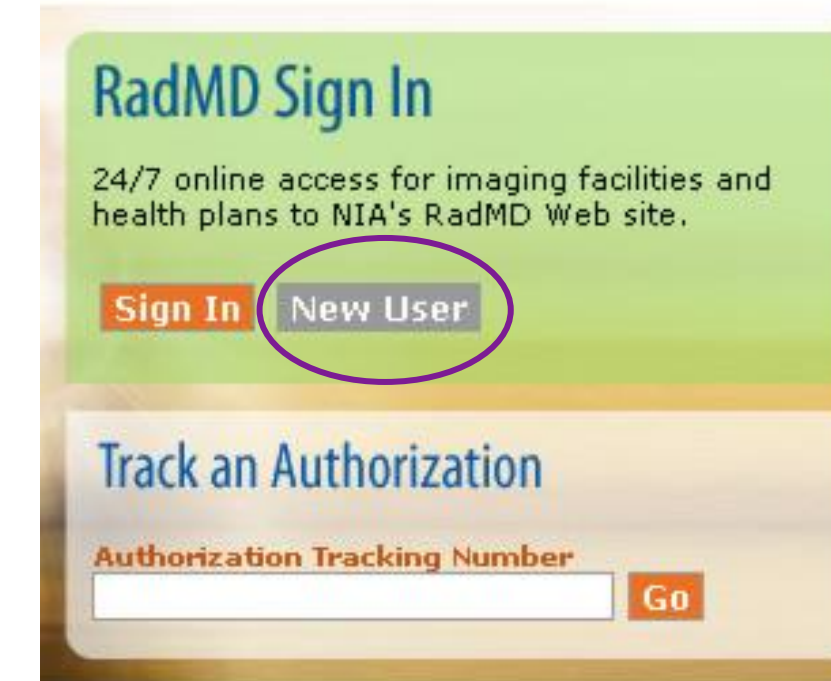 RadMD Sign In
24/7 online access for imaging facilities and
health plans to NIA's RadMD Web site.
Sign In New User
Track an Authorization
Authorization Tracking Number
Go